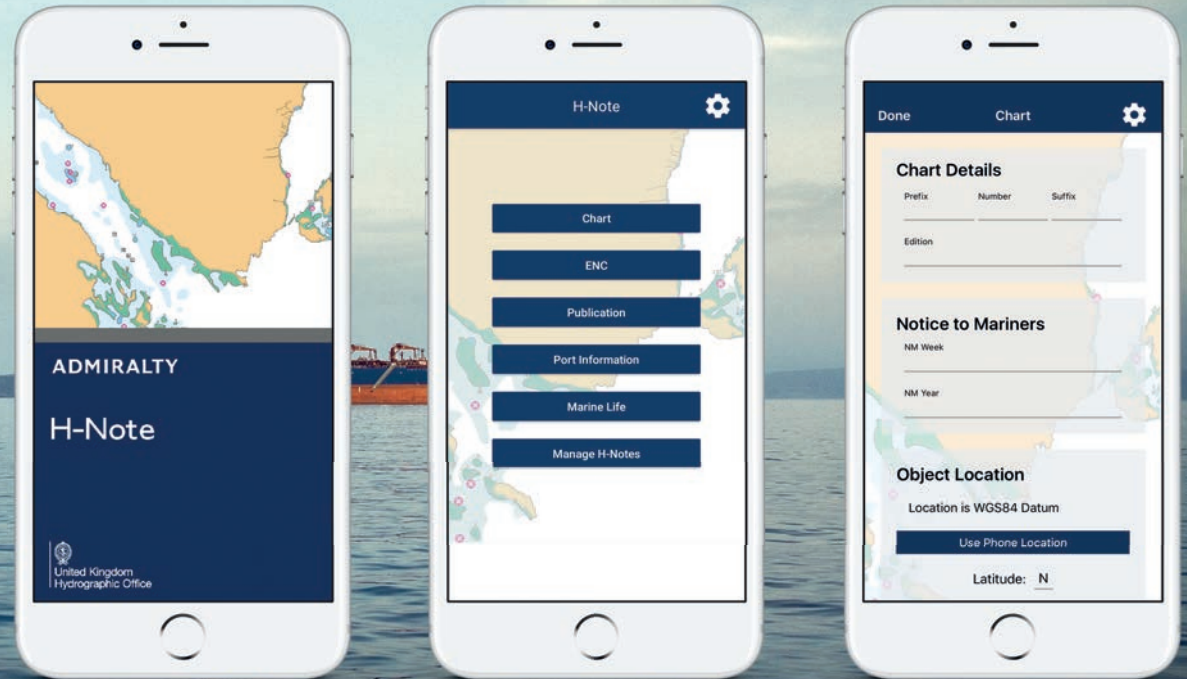 ADMIRALTY
H-Note
United Kingdom
Hydrographic Office
H-Note
Chart
ENC
Publication
Port Information
Marine Life
Manage H-Notes
Done Chart
Chart Details
Prefix Number Suffix
Edition
Notice to Mariners
NM Week
NM Year
Object Location
Location is WGS84 Datum
Use Phone Location
Latitude: N